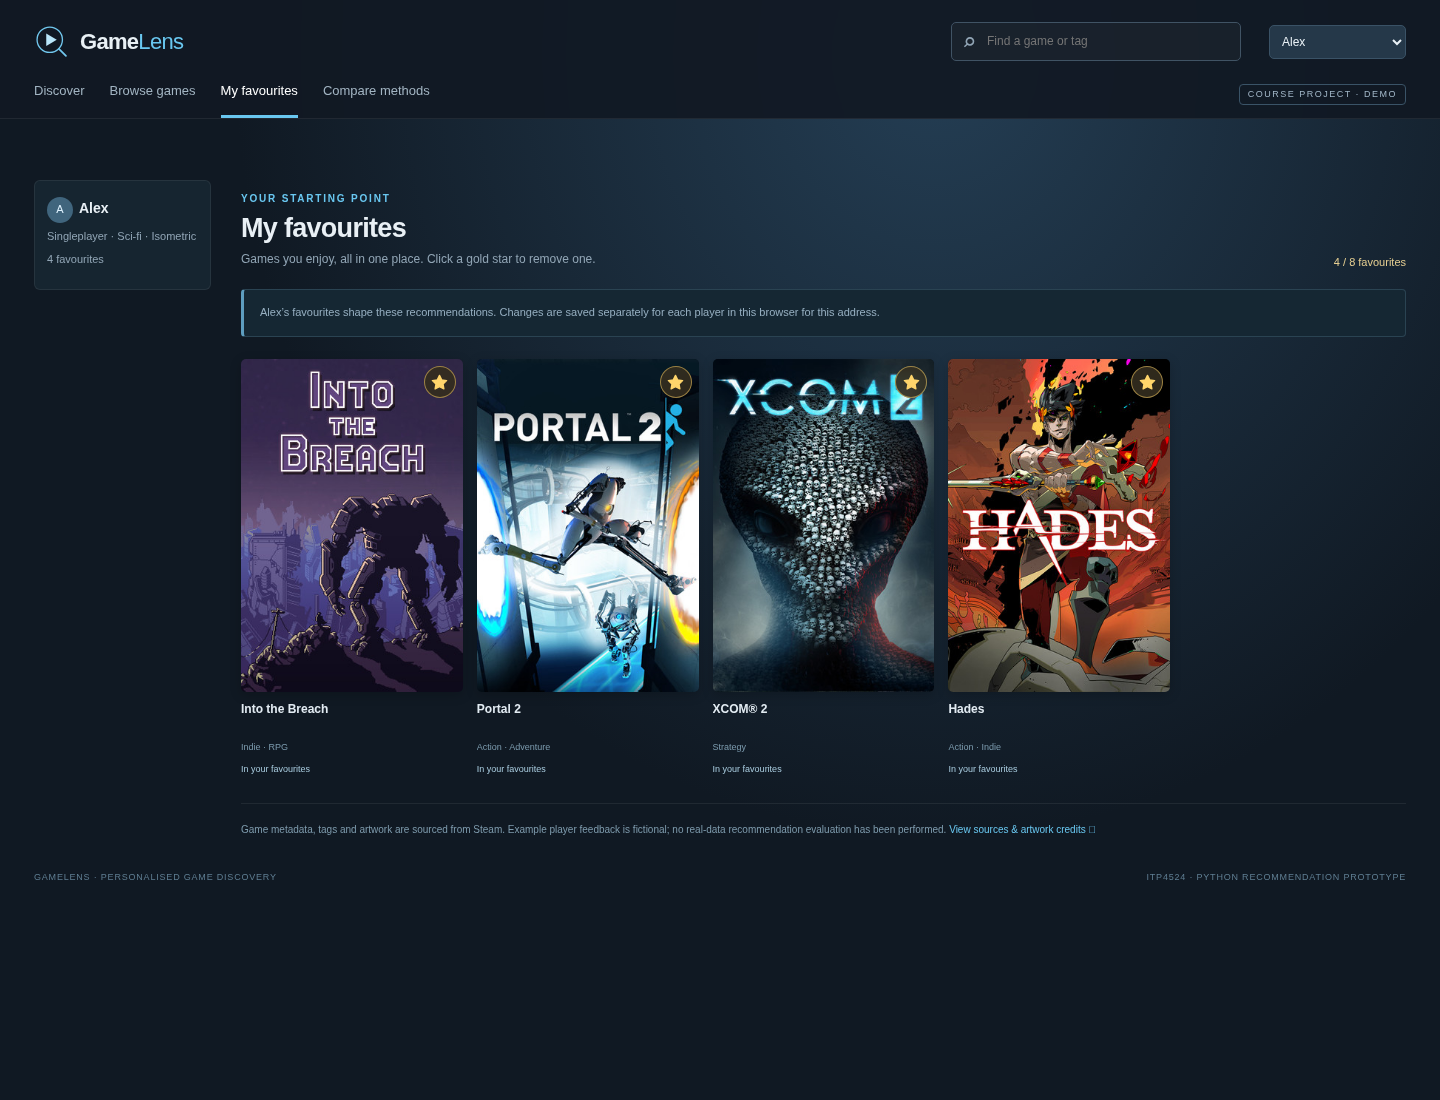 GameLens
Find a game or tag
Alex
Discover
Browse games
My favourites
Compare methods
COURSE PROJECT · DEMO
A
Alex
Singleplayer · Sci-fi · Isometric
4 favourites
YOUR STARTING POINT
My favourites
Games you enjoy, all in one place. Click a gold star to remove one.
4 / 8 favourites
Alex's favourites shape these recommendations. Changes are saved separately for each player in this browser for this address.
INTO
THE
BREACH
PORTAL 2
XCOM 2
HADES
Into the Breach
Portal 2
XCOM® 2
Hades
Indie · RPG
Action · Adventure
Strategy
Action · Indie
In your favourites
In your favourites
In your favourites
In your favourites
Game metadata, tags and artwork are sourced from Steam. Example player feedback is fictional; no real-data recommendation evaluation has been performed. View sources & artwork credits
GAMELENS · PERSONALISED GAME DISCOVERY
ITP4524 · PYTHON RECOMMENDATION PROTOTYPE